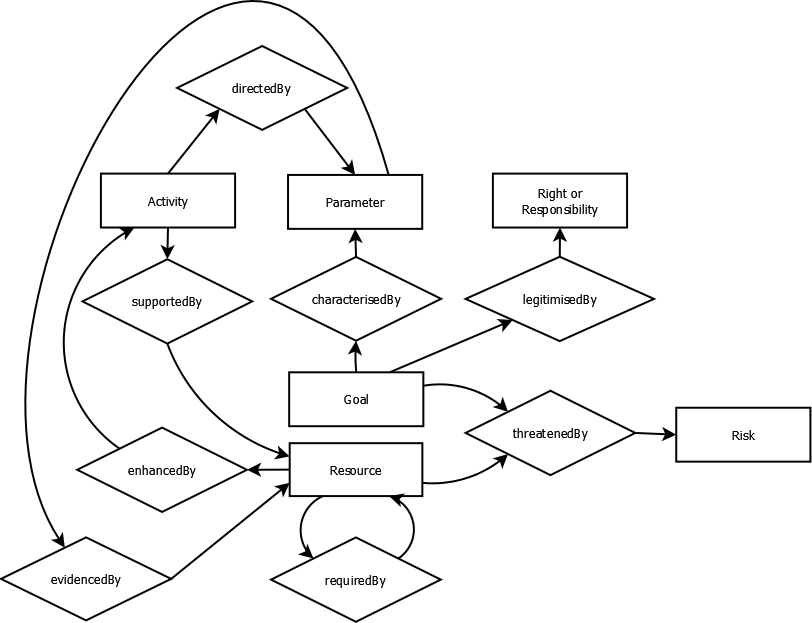 directedBy
Activity
Parameter
Right or
Responsibility
supportedBy
characterisedBy
legitimisedBy
Goal
threatenedBy
Risk
enhancedBy
Resource
evidencedBy
requiredBy